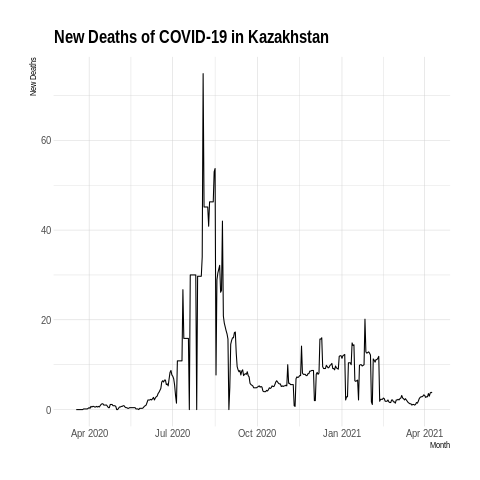 New Deaths of COVID-19 in Kazakhstan
New Deaths
60
40
20
0
Apr 2020
Jul 2020
Oct 2020
Jan 2021
Apr 2021
Month